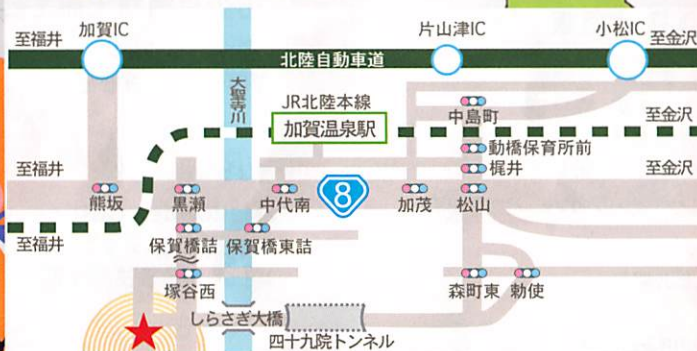 加賀IC
片山津IC
小松IC
至福井
至金沢
北陸自動車道
大聖寺川
JR北陸本線
加賀温泉駅
中島町
至金沢
動橋保育所前
梶井
至福井
至金沢
熊坂
黒瀬
中代南
8
加茂
松山
至福井
保賀橋詰
保賀橋東詰
塚谷西
森町東
勅使
しらさぎ大橋
四十九院トンネル